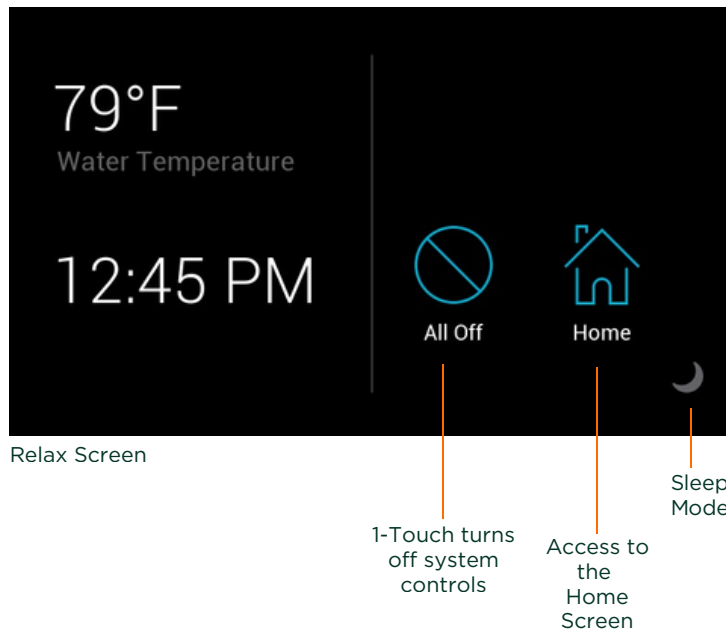 79°F
Water Temperature
12:45 PM
All Off
Home
Relax Screen
Sleep
Mode
1-Touch turns
off system
controls
Access to
the
Home
Screen